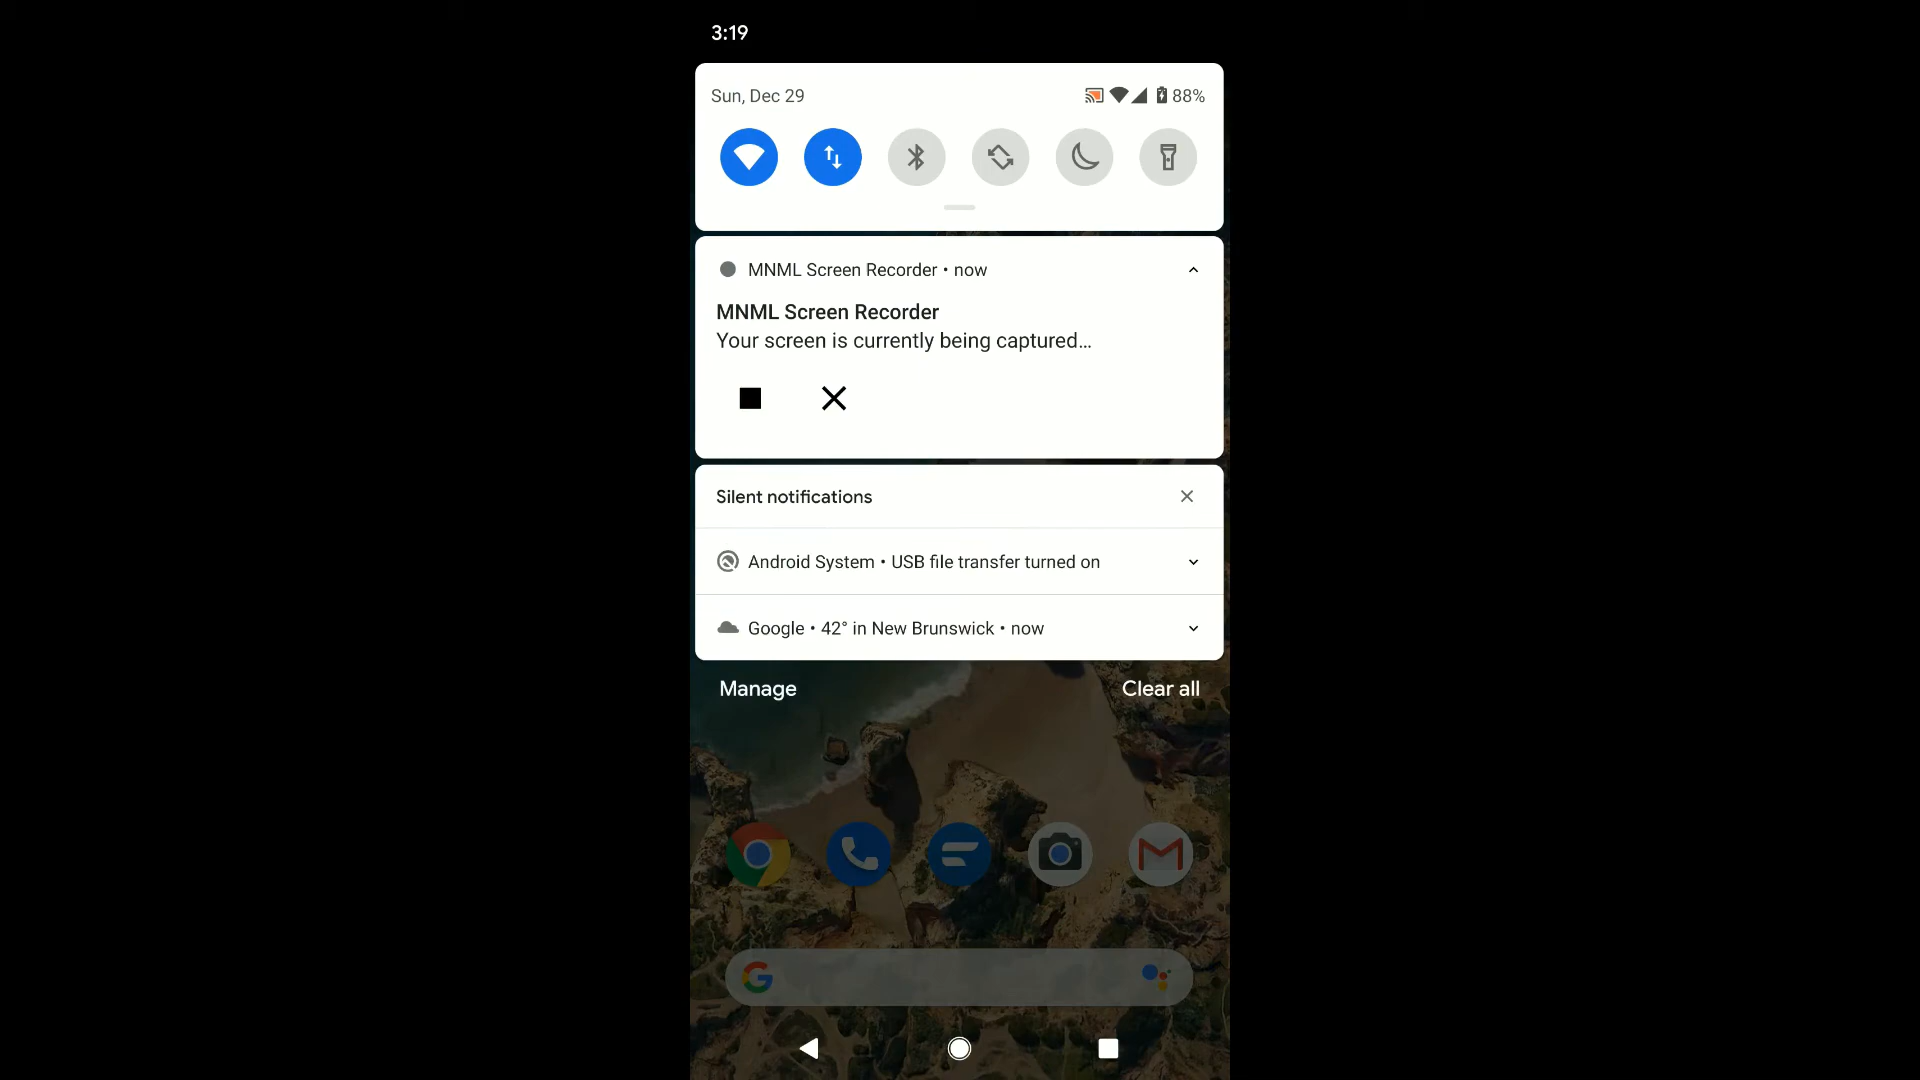 3:19
Sun, Dec 29
88%
MNML Screen Recorder • now
MNML Screen Recorder
Your screen is currently being captured...
Silent notifications
Android System • USB file transfer turned on
Google • 42° in New Brunswick • now
Manage
Clear all